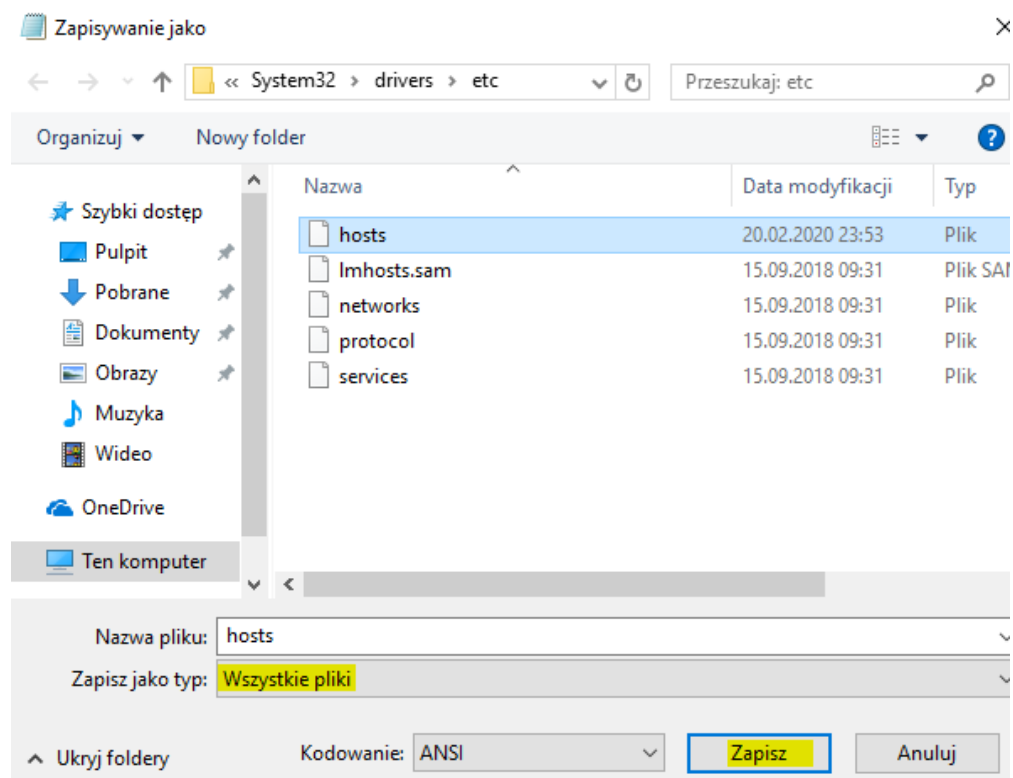 Zapisywanie jako
« System32 > drivers > etc
Przeszukaj: etc
Organizuj
Nowy folder
Nazwa
Data modyfikacji
Typ
Szybki dostęp
Pulpit
Pobrane
Dokumenty
Obrazy
Muzyka
Wideo
OneDrive
Ten komputer
hosts 20.02.2020 23:53 Plik
lmhosts.sam 15.09.2018 09:31 Plik SAM
networks 15.09.2018 09:31 Plik
protocol 15.09.2018 09:31 Plik
services 15.09.2018 09:31 Plik
Nazwa pliku: hosts
Zapisz jako typ: Wszystkie pliki
Ukryj foldery
Kodowanie: ANSI
Zapisz
Anuluj